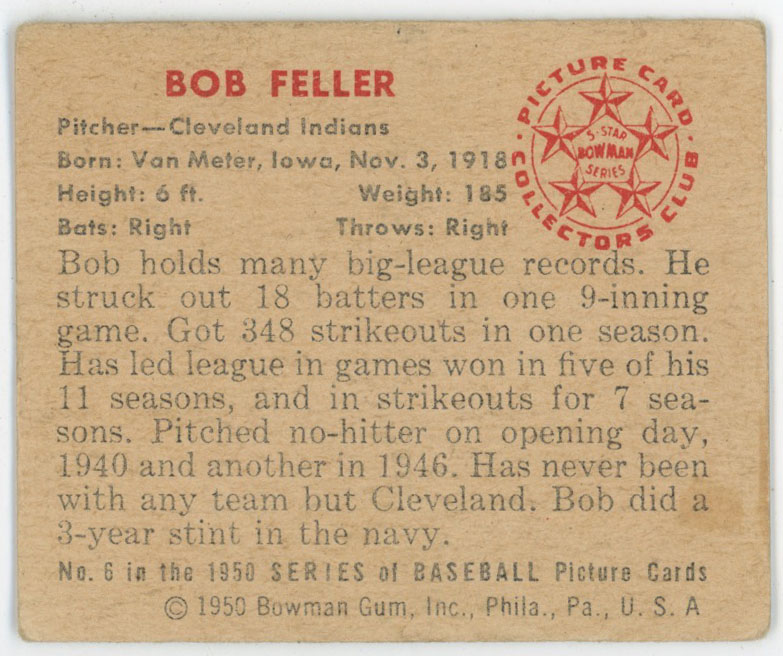 BOB FELLER
Pitcher—Cleveland Indians
Born: Van Meter, Iowa, Nov. 3, 1918
Height: 6 ft. Weight: 185
Bats: Right Throws: Right
PICTURE CARD
COLLECTORS CLUB
5-STAR
BOWMAN
SERIES
Bob holds many big-league records. He
struck out 18 batters in one 9-inning
game. Got 348 strikeouts in one season.
Has led league in games won in five of his
11 seasons, and in strikeouts for 7 sea-
sons. Pitched no-hitter on opening day,
1940 and another in 1946. Has never been
with any team but Cleveland. Bob did a
3-year stint in the navy.
No. 6 in the 1950 SERIES of BASEBALL Picture Cards
© 1950 Bowman Gum, Inc., Phila., Pa., U. S. A